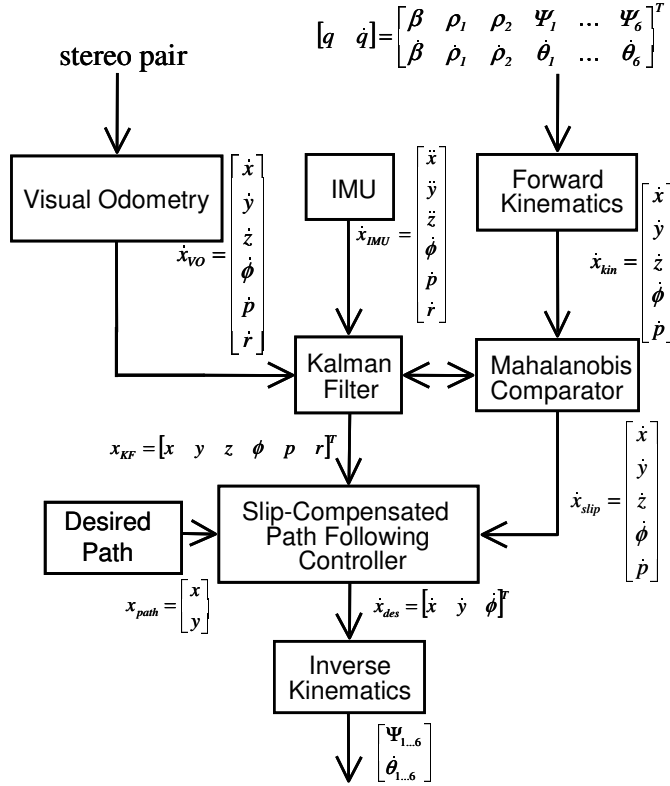 stereo pair
[q q̇] = [β ρ₁ ρ₂ Ψ₁ … Ψ₆
β̇ ρ̇₁ ρ̇₂ θ̇₁ … θ̇₆]ᵀ
Visual Odometry
ẋ_VO = [ẋ
ẏ
ż
ϕ̇
ṗ
ṙ]
IMU
ẋ_IMU = [ẍ
ÿ
z̈
ϕ̇
ṗ
ṙ]
Forward
Kinematics
ẋ_kin = [ẋ
ẏ
ż
ϕ̇
ṗ]
Kalman
Filter
Mahalanobis
Comparator
x_KF = [x y z ϕ p r]ᵀ
ẋ_slip = [ẋ
ẏ
ż
ϕ̇
ṗ]
Desired
Path
x_path = [x
y]
Slip-Compensated
Path Following
Controller
ẋ_des = [ẋ ẏ ϕ̇]ᵀ
Inverse
Kinematics
[Ψ₁...₆
θ̇₁...₆]